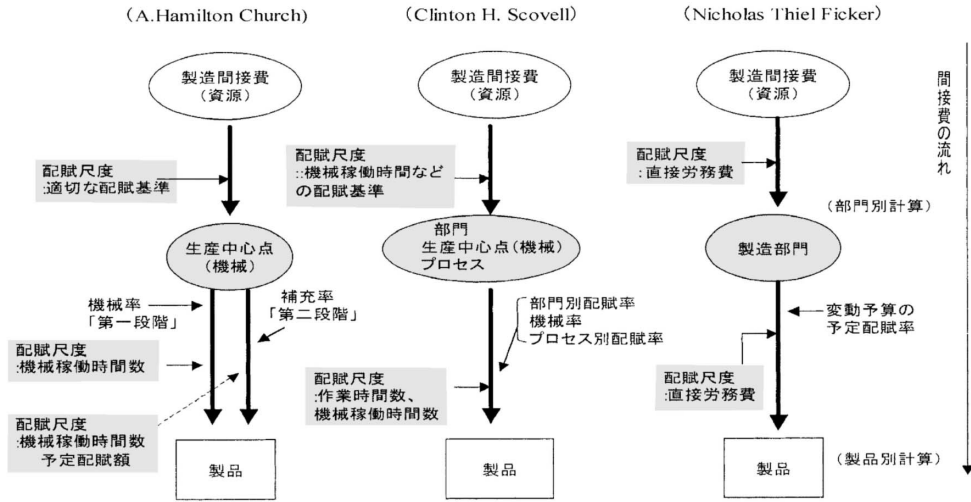 (A.Hamilton Church)
(Clinton H. Scovell)
(Nicholas Thiel Ficker)
製造間接費
(資源)
配賦尺度
:適切な配賦基準
生産中心点
(機械)
機械率
「第一段階」
補充率
「第二段階」
配賦尺度
:機械稼働時間数
配賦尺度
:機械稼働時間数
予定配賦額
製品
製造間接費
(資源)
配賦尺度
::機械稼働時間など
の配賦基準
部門
生産中心点(機械)
プロセス
部門別配賦率
機械率
プロセス別配賦率
配賦尺度
:作業時間数、
機械稼働時間数
製品
製造間接費
(資源)
配賦尺度
:直接労務費
(部門別計算)
製造部門
変動予算の
予定配賦率
配賦尺度
:直接労務費
製品
(製品別計算)
間接費の流れ